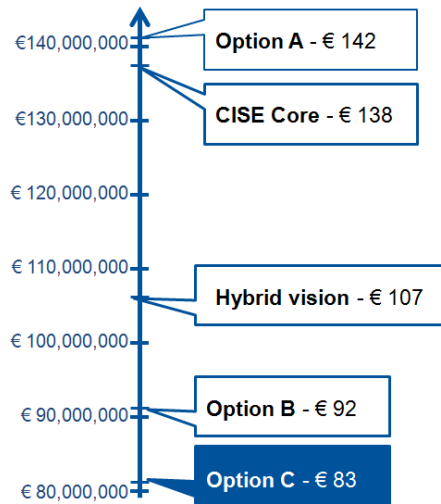 €140,000,000
Option A - € 142
CISE Core - € 138
€130,000,000
€ 120,000,000
€ 110,000,000
Hybrid vision - € 107
€ 100,000,000
Option B - € 92
€ 90,000,000
Option C - € 83
€ 80,000,000